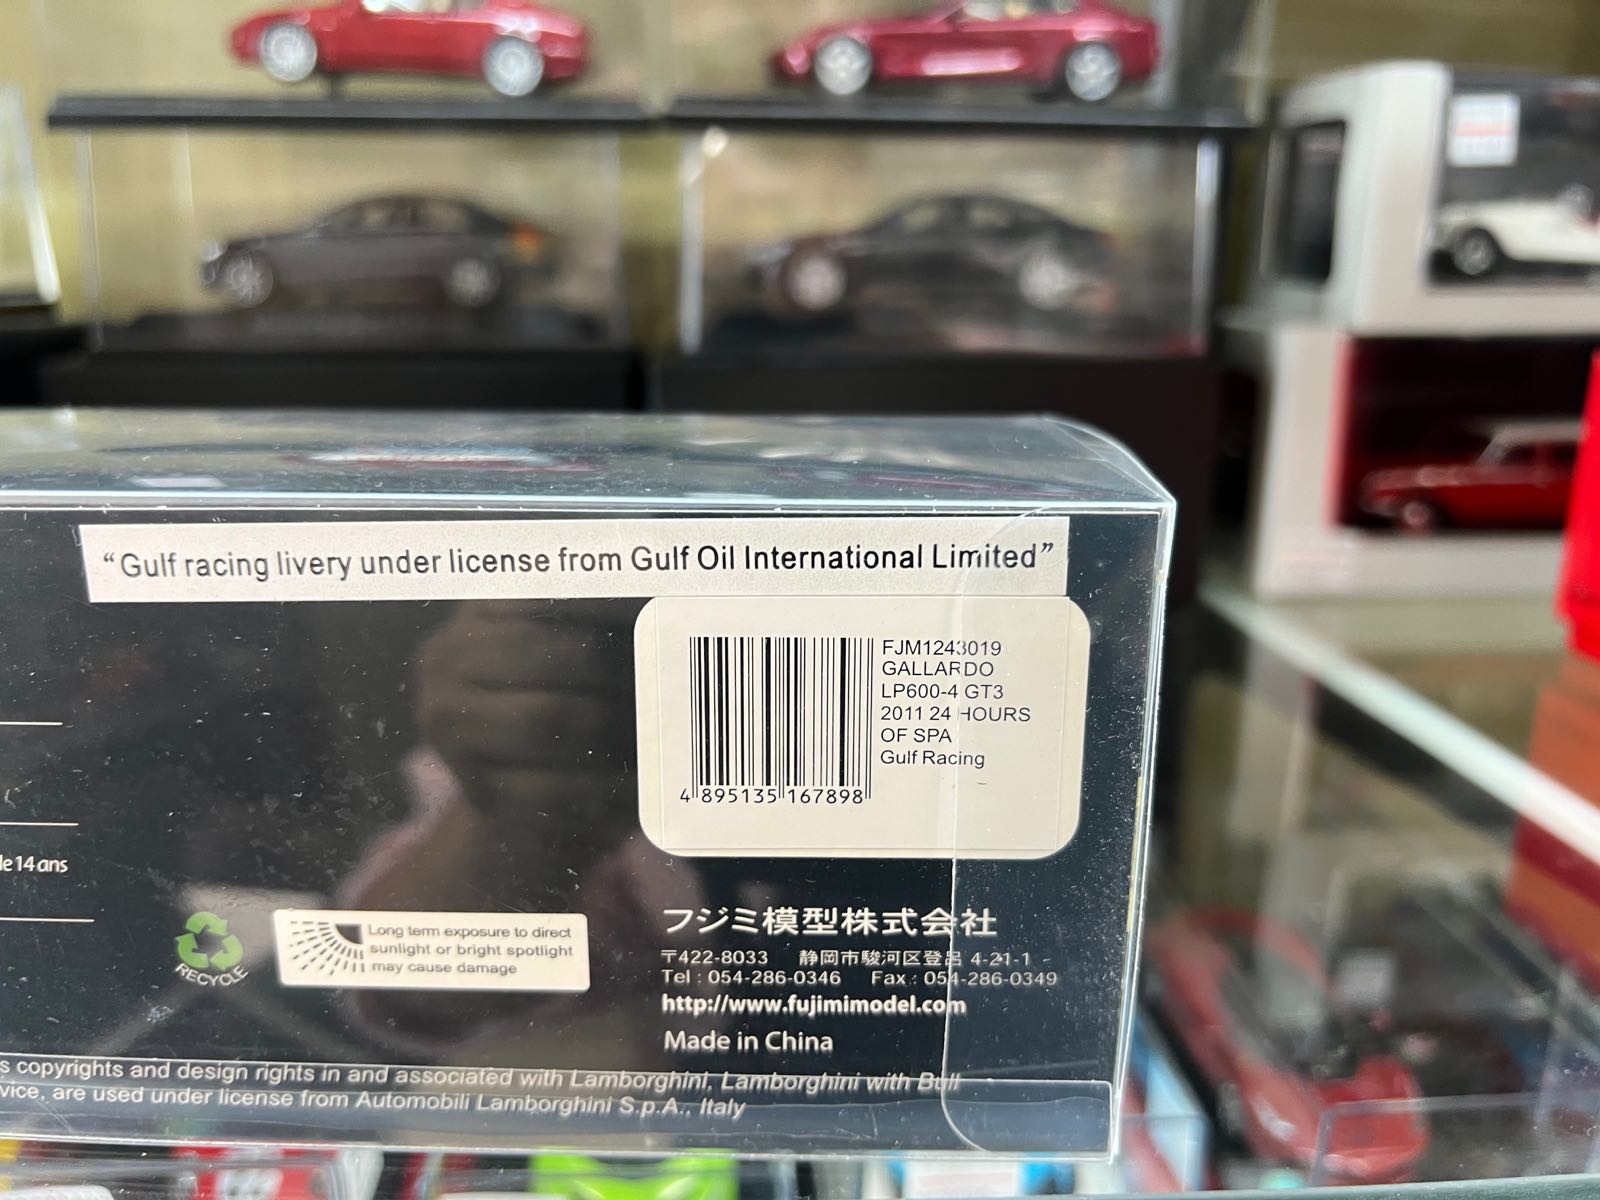 “Gulf racing livery under license from Gulf Oil International Limited”
FJM1243019
GALLARDO
LP600-4 GT3
2011 24 HOURS
OF SPA
Gulf Racing
4 895135 167898
de 14 ans
RECYCLE
Long term exposure to direct
sunlight or bright spotlight
may cause damage
フジミ模型株式会社
〒422-8033 静岡市駿河区登呂 4-21-1
Tel : 054-286-0346 Fax : 054-286-0349
http://www.fujimimodel.com
Made in China
copyrights and design rights in and associated with Lamborghini, Lamborghini with Bull
are used under license from Automobili Lamborghini S.p.A., Italy